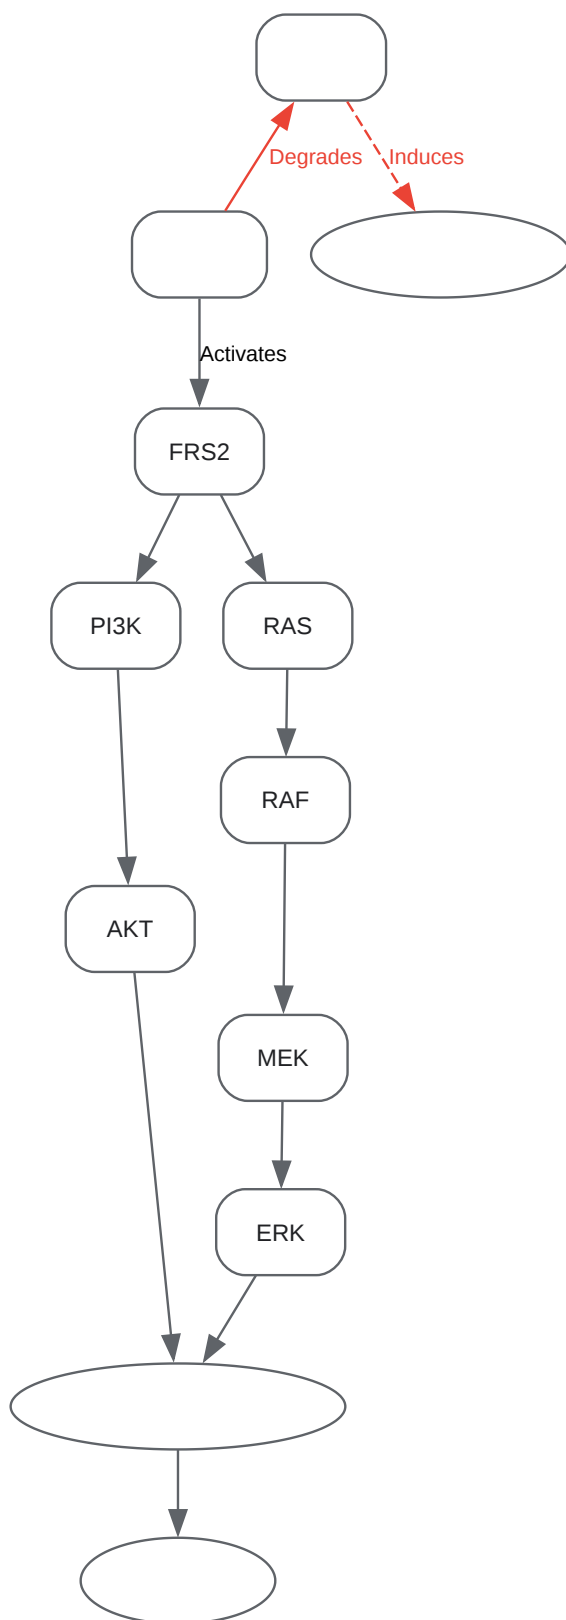 Degrades
Induces
Activates
FRS2
PI3K
RAS
RAF
AKT
MEK
ERK